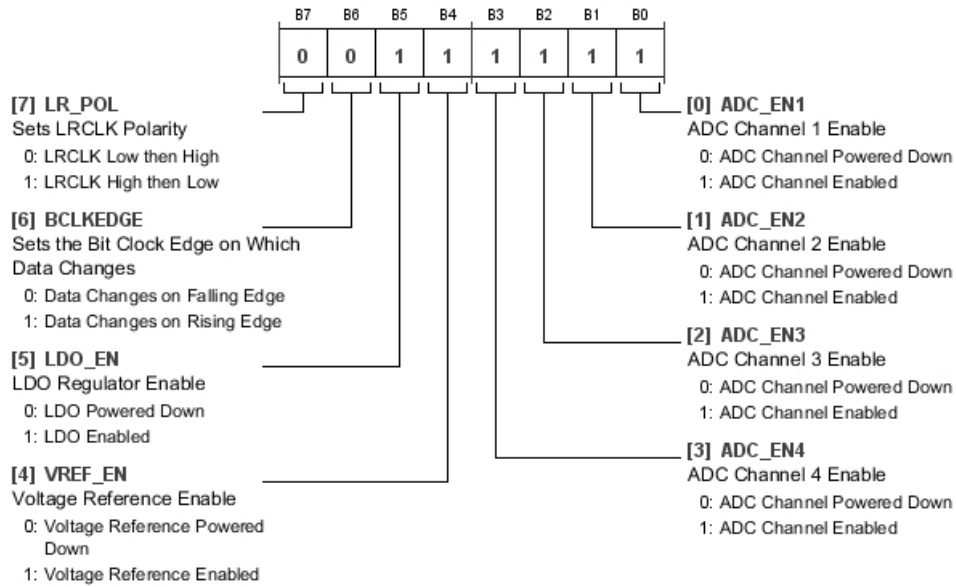 B7 B6 B5 B4 B3 B2 B1 B0
0 0 1 1 1 1 1 1
[7] LR_POL
Sets LRCLK Polarity
0: LRCLK Low then High
1: LRCLK High then Low
[6] BCLKEDGE
Sets the Bit Clock Edge on Which
Data Changes
0: Data Changes on Falling Edge
1: Data Changes on Rising Edge
[5] LDO_EN
LDO Regulator Enable
0: LDO Powered Down
1: LDO Enabled
[4] VREF_EN
Voltage Reference Enable
0: Voltage Reference Powered
Down
1: Voltage Reference Enabled
[0] ADC_EN1
ADC Channel 1 Enable
0: ADC Channel Powered Down
1: ADC Channel Enabled
[1] ADC_EN2
ADC Channel 2 Enable
0: ADC Channel Powered Down
1: ADC Channel Enabled
[2] ADC_EN3
ADC Channel 3 Enable
0: ADC Channel Powered Down
1: ADC Channel Enabled
[3] ADC_EN4
ADC Channel 4 Enable
0: ADC Channel Powered Down
1: ADC Channel Enabled